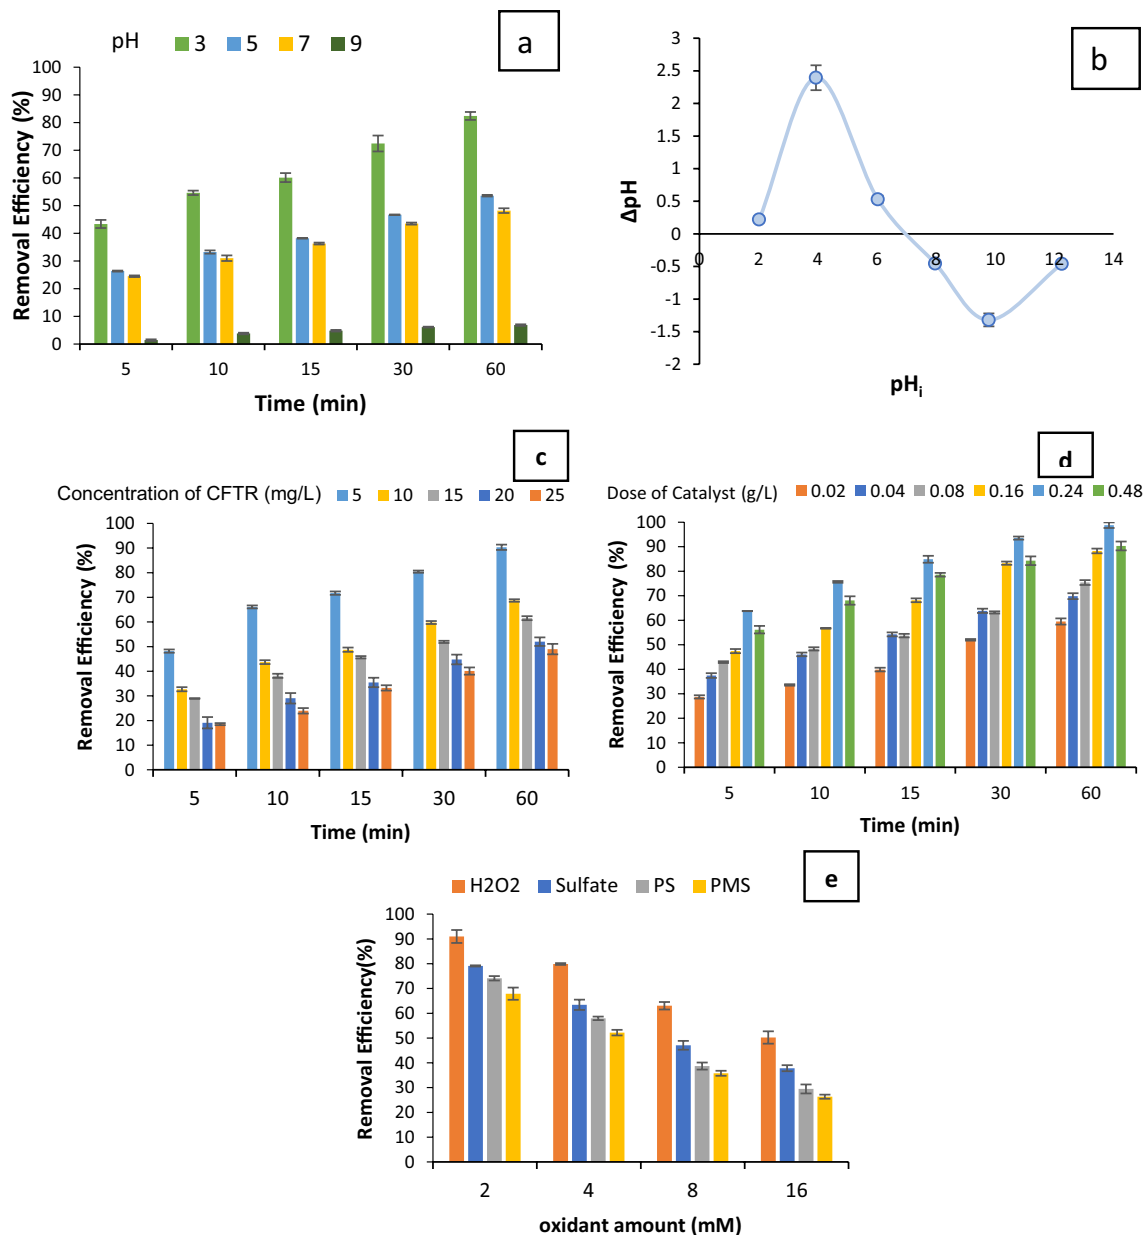 a
pH 3 5 7 9
100
90
80
70
60
50
40
30
20
10
0
Removal Efficiency (%)
5 10 15 30 60
Time (min)
b
3
2.5
2
1.5
1
0.5
0
-0.5
-1
-1.5
-2
ΔpH
0 2 4 6 8 10 12 14
pHi
c
Concentration of CFTR (mg/L) 5 10 15 20 25
100
90
80
70
60
50
40
30
20
10
0
Removal Efficiency (%)
5 10 15 30 60
Time (min)
d
Dose of Catalyst (g/L) 0.02 0.04 0.08 0.16 0.24 0.48
100
90
80
70
60
50
40
30
20
10
0
Removal Efficiency (%)
5 10 15 30 60
Time (min)
e
H2O2 Sulfate PS PMS
100
90
80
70
60
50
40
30
20
10
0
Removal Efficiency(%)
2 4 8 16
oxidant amount (mM)